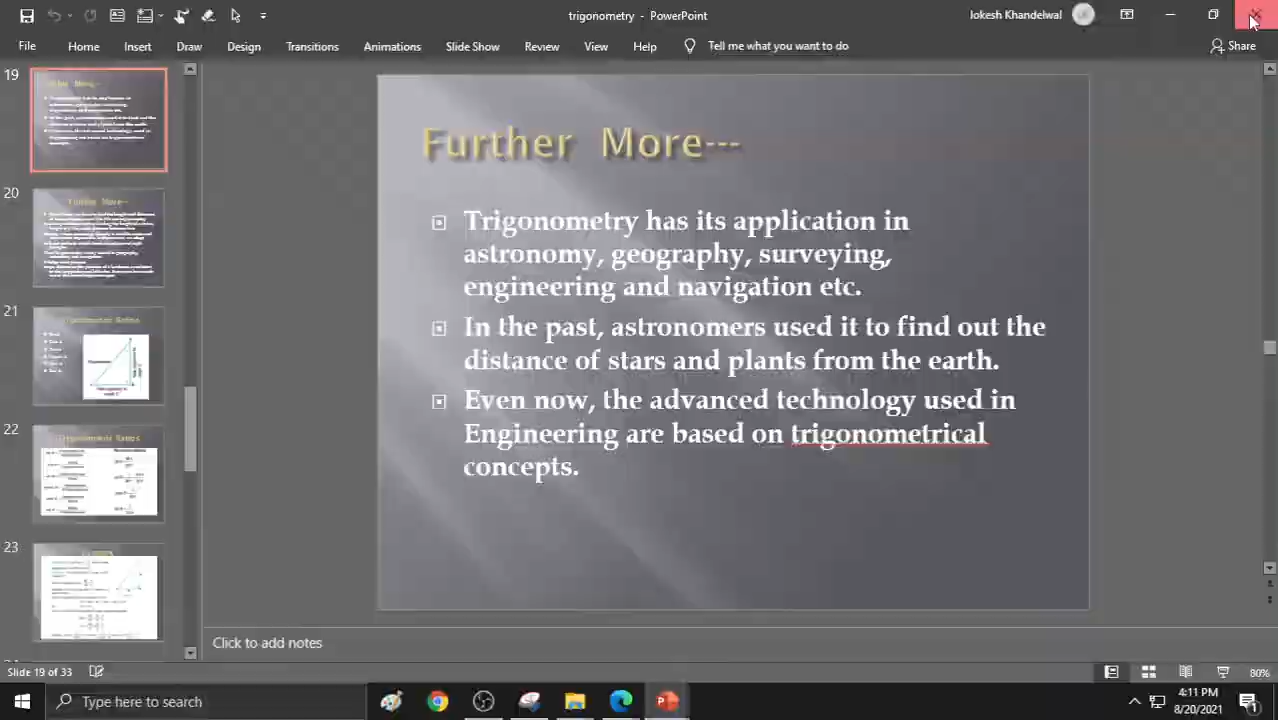 trigonometry - PowerPoint
Jokesh Khandelwal
File Home Insert Draw Design Transitions Animations Slide Show Review View Help Tell me what you want to do Share
19
20
Further More--
21
22
23
Further More---
Trigonometry has its application in
astronomy, geography, surveying,
engineering and navigation etc.
In the past, astronomers used it to find out the
distance of stars and plants from the earth.
Even now, the advanced technology used in
Engineering are based on trigonometrical
concepts.
Click to add notes
Slide 19 of 33
80%
Type here to search
4:11 PM
8/20/2021
1